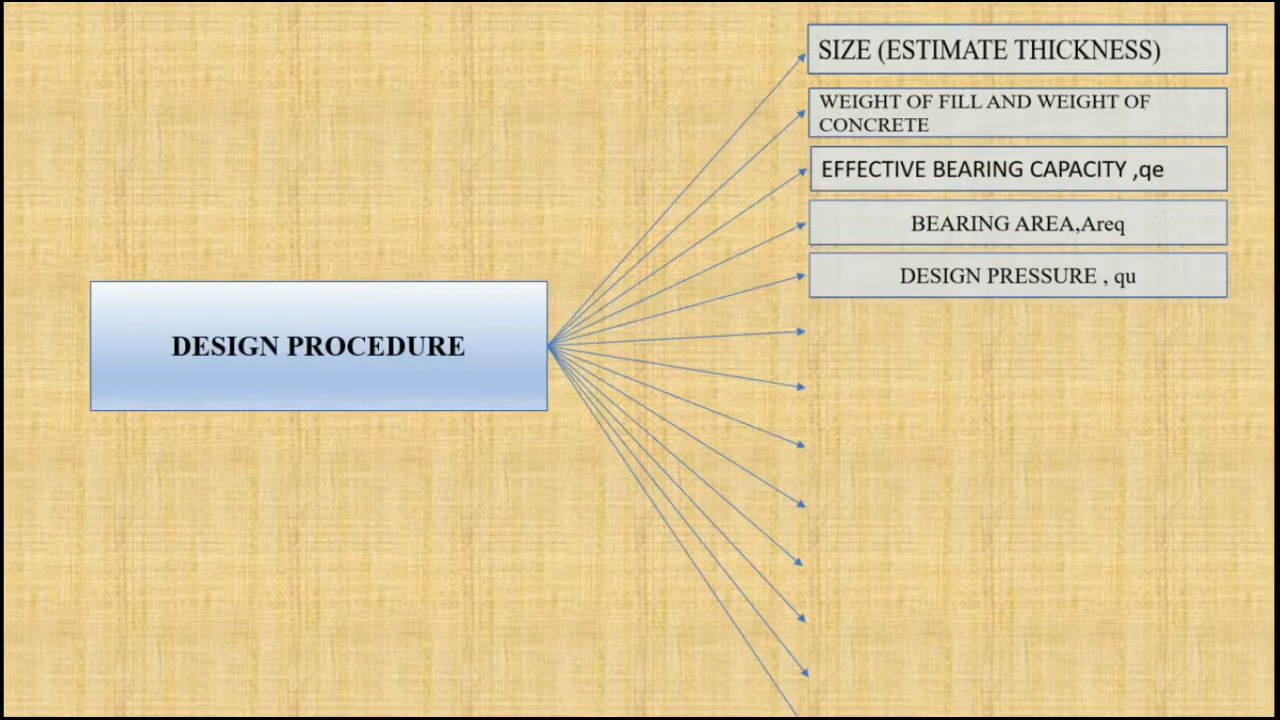 SIZE (ESTIMATE THICKNESS)
WEIGHT OF FILL AND WEIGHT OF
CONCRETE
EFFECTIVE BEARING CAPACITY ,qe
BEARING AREA,Areq
DESIGN PRESSURE , qu
DESIGN PROCEDURE